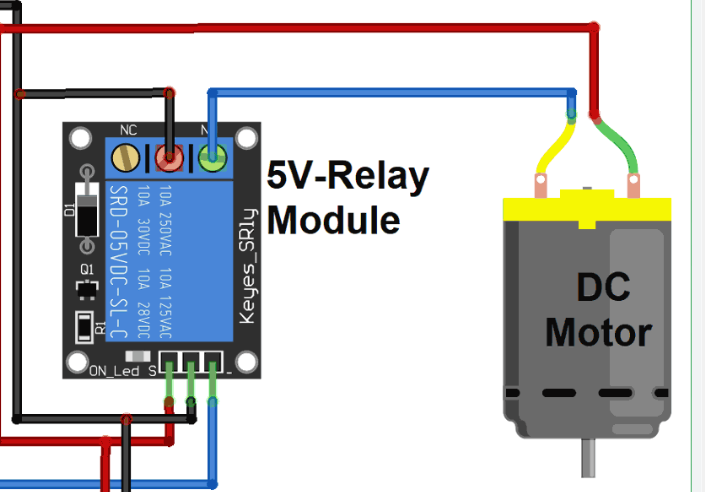 NC
N
5V-Relay
Module
D1
SRD-05VDC-SL-C
10A 30VDC 10A 28VDC
10A 250VAC 10A 125VAC
Keyes_SRly
Q1
R1
ON_Led S
-
DC
Motor